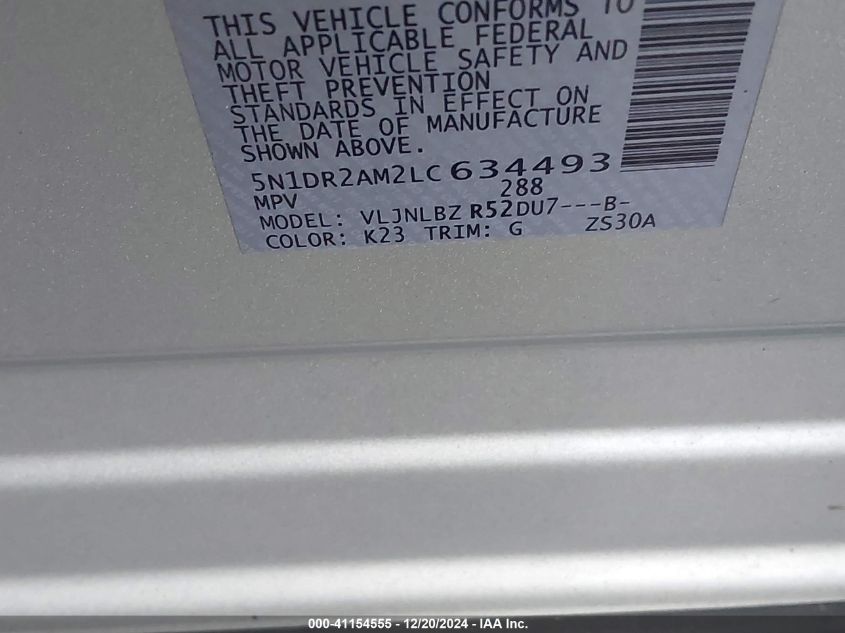 THIS VEHICLE CONFORMS TO
ALL APPLICABLE FEDERAL
MOTOR VEHICLE SAFETY AND
THEFT PREVENTION
STANDARDS IN EFFECT ON
THE DATE OF MANUFACTURE
SHOWN ABOVE.
5N1DR2AM2LC634493
MPV 288
MODEL: VLJNLBZ R52DU7---B-
COLOR: K23 TRIM: G ZS30A
000-41154555 - 12/20/2024 - IAA Inc.